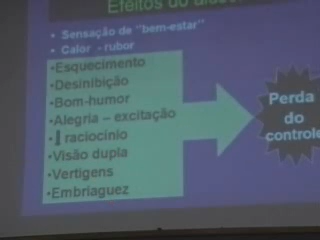 Efeitos do
• Sensação de "bem-estar"
• Calor - rubor
•Esquecimento
•Desinibição
•Bom-humor
•Alegria – excitação
• raciocínio
•Visão dupla
•Vertigens
•Embriaguez
Perda
do
controle